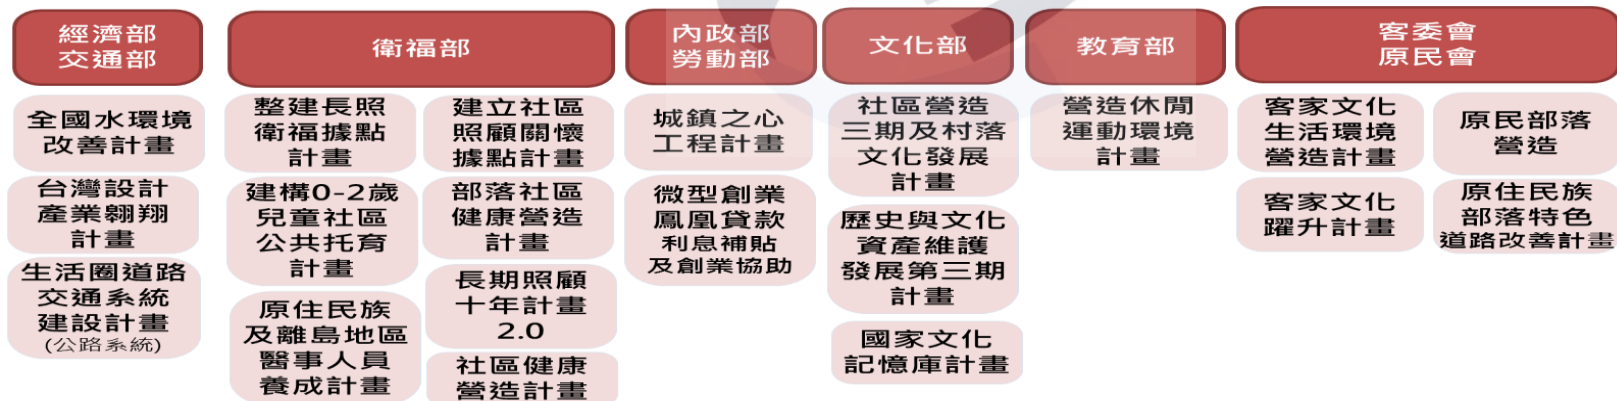 經濟部
交通部
全國水環境
改善計畫
台灣設計
產業翱翔
計畫
生活圈道路
交通系統
建設計畫
(公路系統)
衛福部
整建長照
衛福據點
計畫
建構0-2歲
兒童社區
公共托育
計畫
原住民族
及離島地區
醫事人員
養成計畫
建立社區
照顧關懷
據點計畫
部落社區
健康營造
計畫
長期照顧
十年計畫
2.0
社區健康
營造計畫
內政部
勞動部
城鎮之心
工程計畫
微型創業
鳳凰貸款
利息補貼
及創業協助
文化部
社區營造
三期及村落
文化發展
計畫
歷史與文化
資產維護
發展第三期
計畫
國家文化
記憶庫計畫
教育部
營造休閒
運動環境
計畫
客委會
原民會
客家文化
生活環境
營造計畫
客家文化
躍升計畫
原民部落
營造
原住民族
部落特色
道路改善計畫